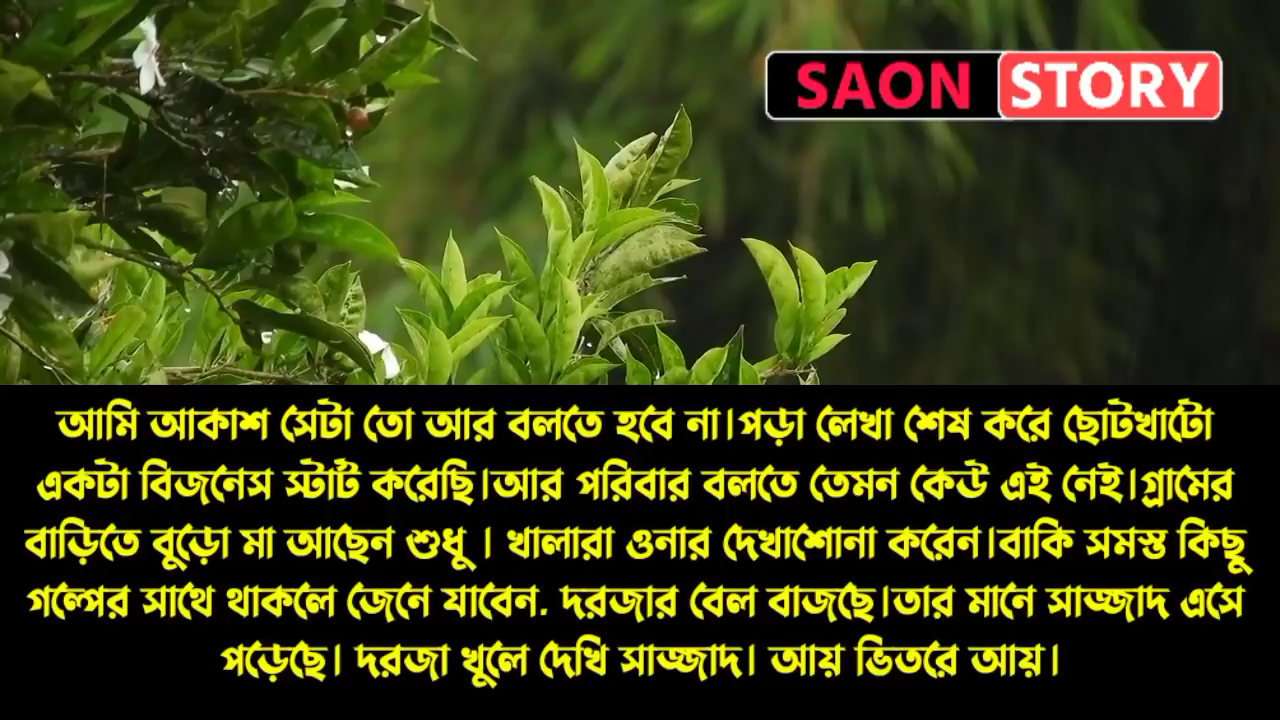 SAON STORY
আমি আকাশ সেটা তো আর বলতে হবে না।পড়া লেখা শেষ করে ছোটখাটো
একটা বিজনেস স্টার্ট করেছি।আর পরিবার বলতে তেমন কেউ এই নেই।গ্রামের
বাড়িতে বুড়ো মা আছেন শুধু । খালারা ওনার দেখাশোনা করেন।বাকি সমস্ত কিছু
গল্পের সাথে থাকলে জেনে যাবেন. দরজার বেল বাজছে।তার মানে সাজ্জাদ এসে
পড়েছে। দরজা খুলে দেখি সাজ্জাদ। আয় ভিতরে আয়।